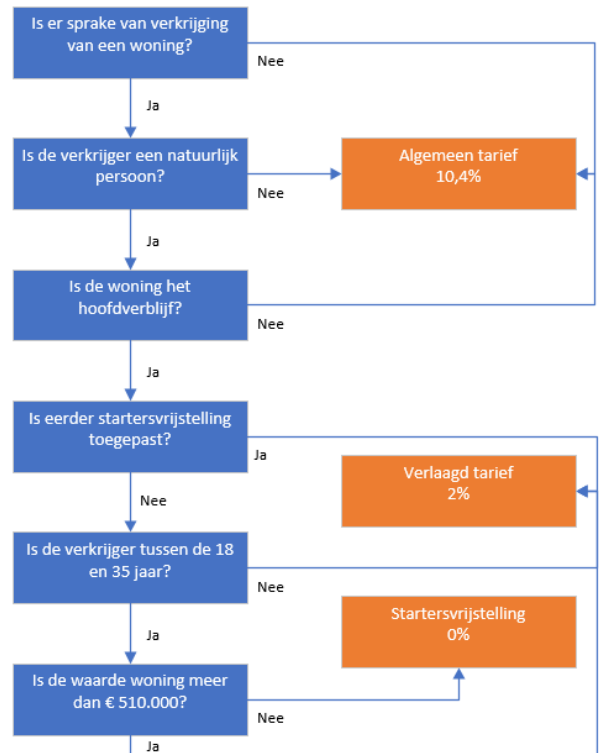 Is er sprake van verkrijging
van een woning?
Nee
Ja
Is de verkrijger een natuurlijk
persoon?
Nee
Algemeen tarief
10,4%
Ja
Is de woning het
hoofdverblijf?
Nee
Ja
Is eerder startersvrijstelling
toegepast?
Ja
Verlaagd tarief
2%
Nee
Is de verkrijger tussen de 18
en 35 jaar?
Nee
Startersvrijstelling
0%
Ja
Is de waarde woning meer
dan € 510.000?
Nee
Ja